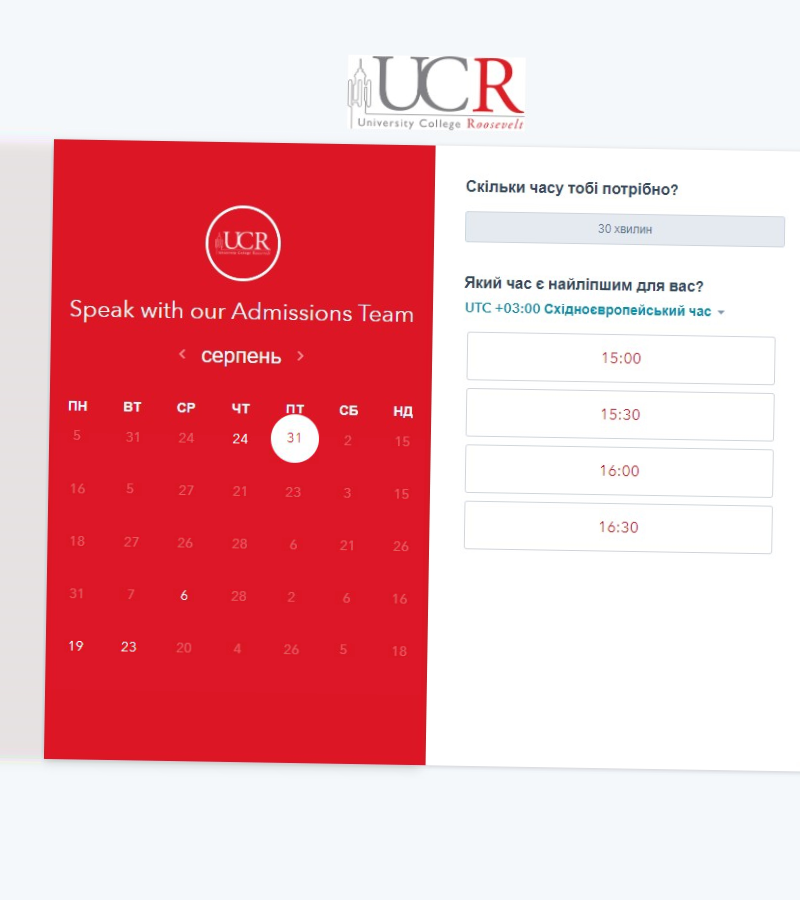 UCR
University College Roosevelt
UCR
Speak with our Admissions Team
серпень
ПН ВТ СР ЧТ ПТ СБ НД
5 31 24 24 31 2 15
16 5 27 21 23 3 15
18 27 26 28 6 21 26
31 7 6 28 2 6 16
19 23 20 4 26 5 18
Скільки часу тобі потрібно?
30 хвилин
Який час є найліпшим для вас?
UTC +03:00 Східноєвропейський час
15:00
15:30
16:00
16:30